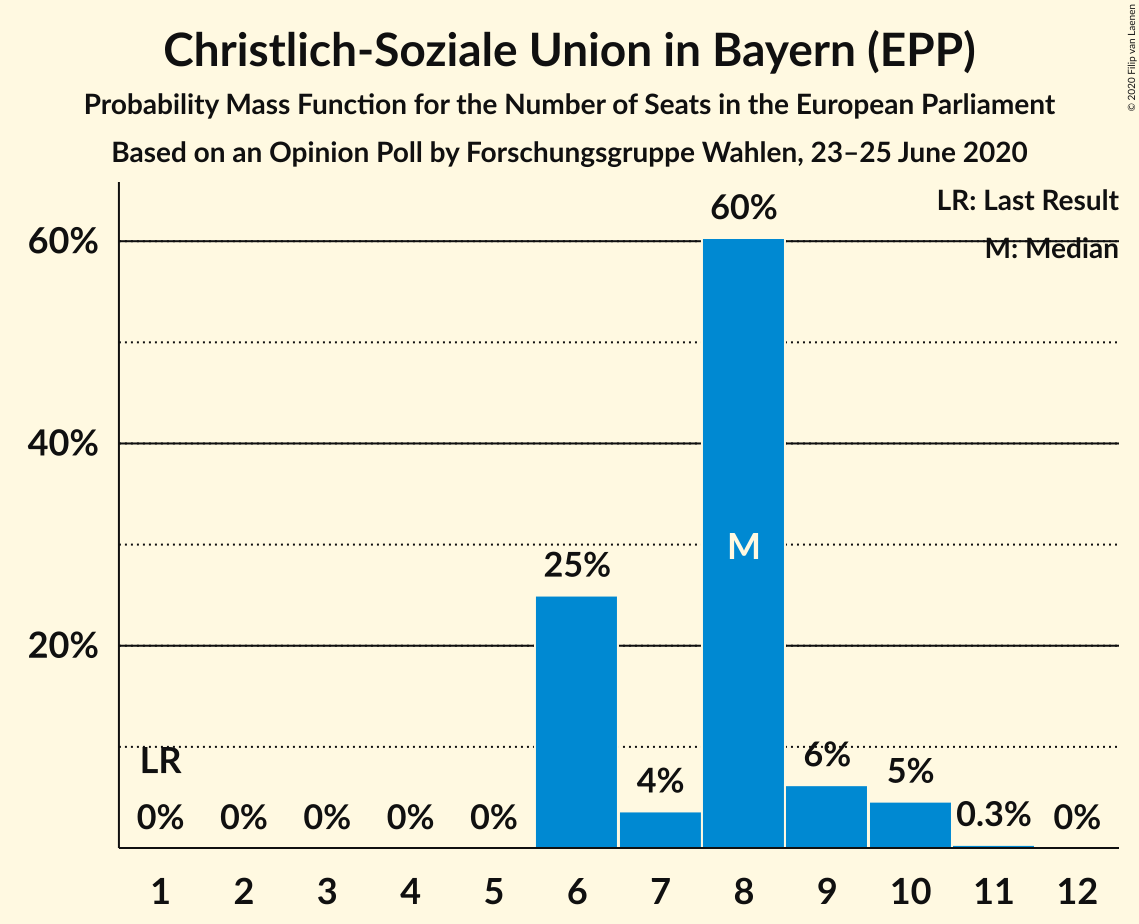 Christlich-Soziale Union in Bayern (EPP)
Probability Mass Function for the Number of Seats in the European Parliament
Based on an Opinion Poll by Forschungsgruppe Wahlen, 23–25 June 2020
© 2020 Filip van Laenen
LR: Last Result
M: Median
60%
40%
20%
LR
0%
0%
0%
0%
0%
25%
4%
60%
M
6%
5%
0.3%
0%
1 2 3 4 5 6 7 8 9 10 11 12